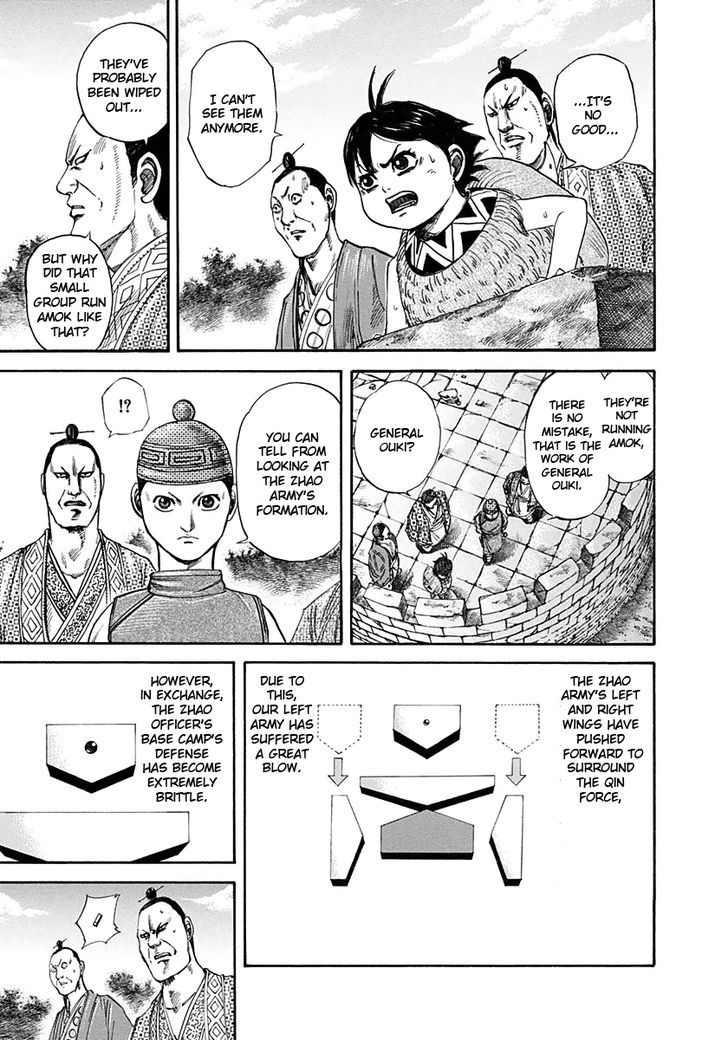 ...IT'S
NO
GOOD...
I CAN'T
SEE THEM
ANYMORE.
THEY'VE
PROBABLY
BEEN WIPED
OUT...
BUT WHY
DID THAT
SMALL
GROUP RUN
AMOK LIKE
THAT?
THEY'RE
NOT
RUNNING
AMOK,
THERE
IS NO
MISTAKE,
THAT IS THE
WORK OF
GENERAL
OUKI.
GENERAL
OUKI?
YOU CAN
TELL FROM
LOOKING AT
THE ZHAO
ARMY'S
FORMATION.
!?
THE ZHAO
ARMY'S LEFT
AND RIGHT
WINGS HAVE
PUSHED
FORWARD TO
SURROUND
THE QIN
FORCE,
DUE TO
THIS,
OUR LEFT
ARMY HAS
SUFFERED
A GREAT
BLOW.
HOWEVER,
IN EXCHANGE,
THE ZHAO
OFFICER'S
BASE CAMP'S
DEFENSE
HAS BECOME
EXTREMELY
BRITTLE.